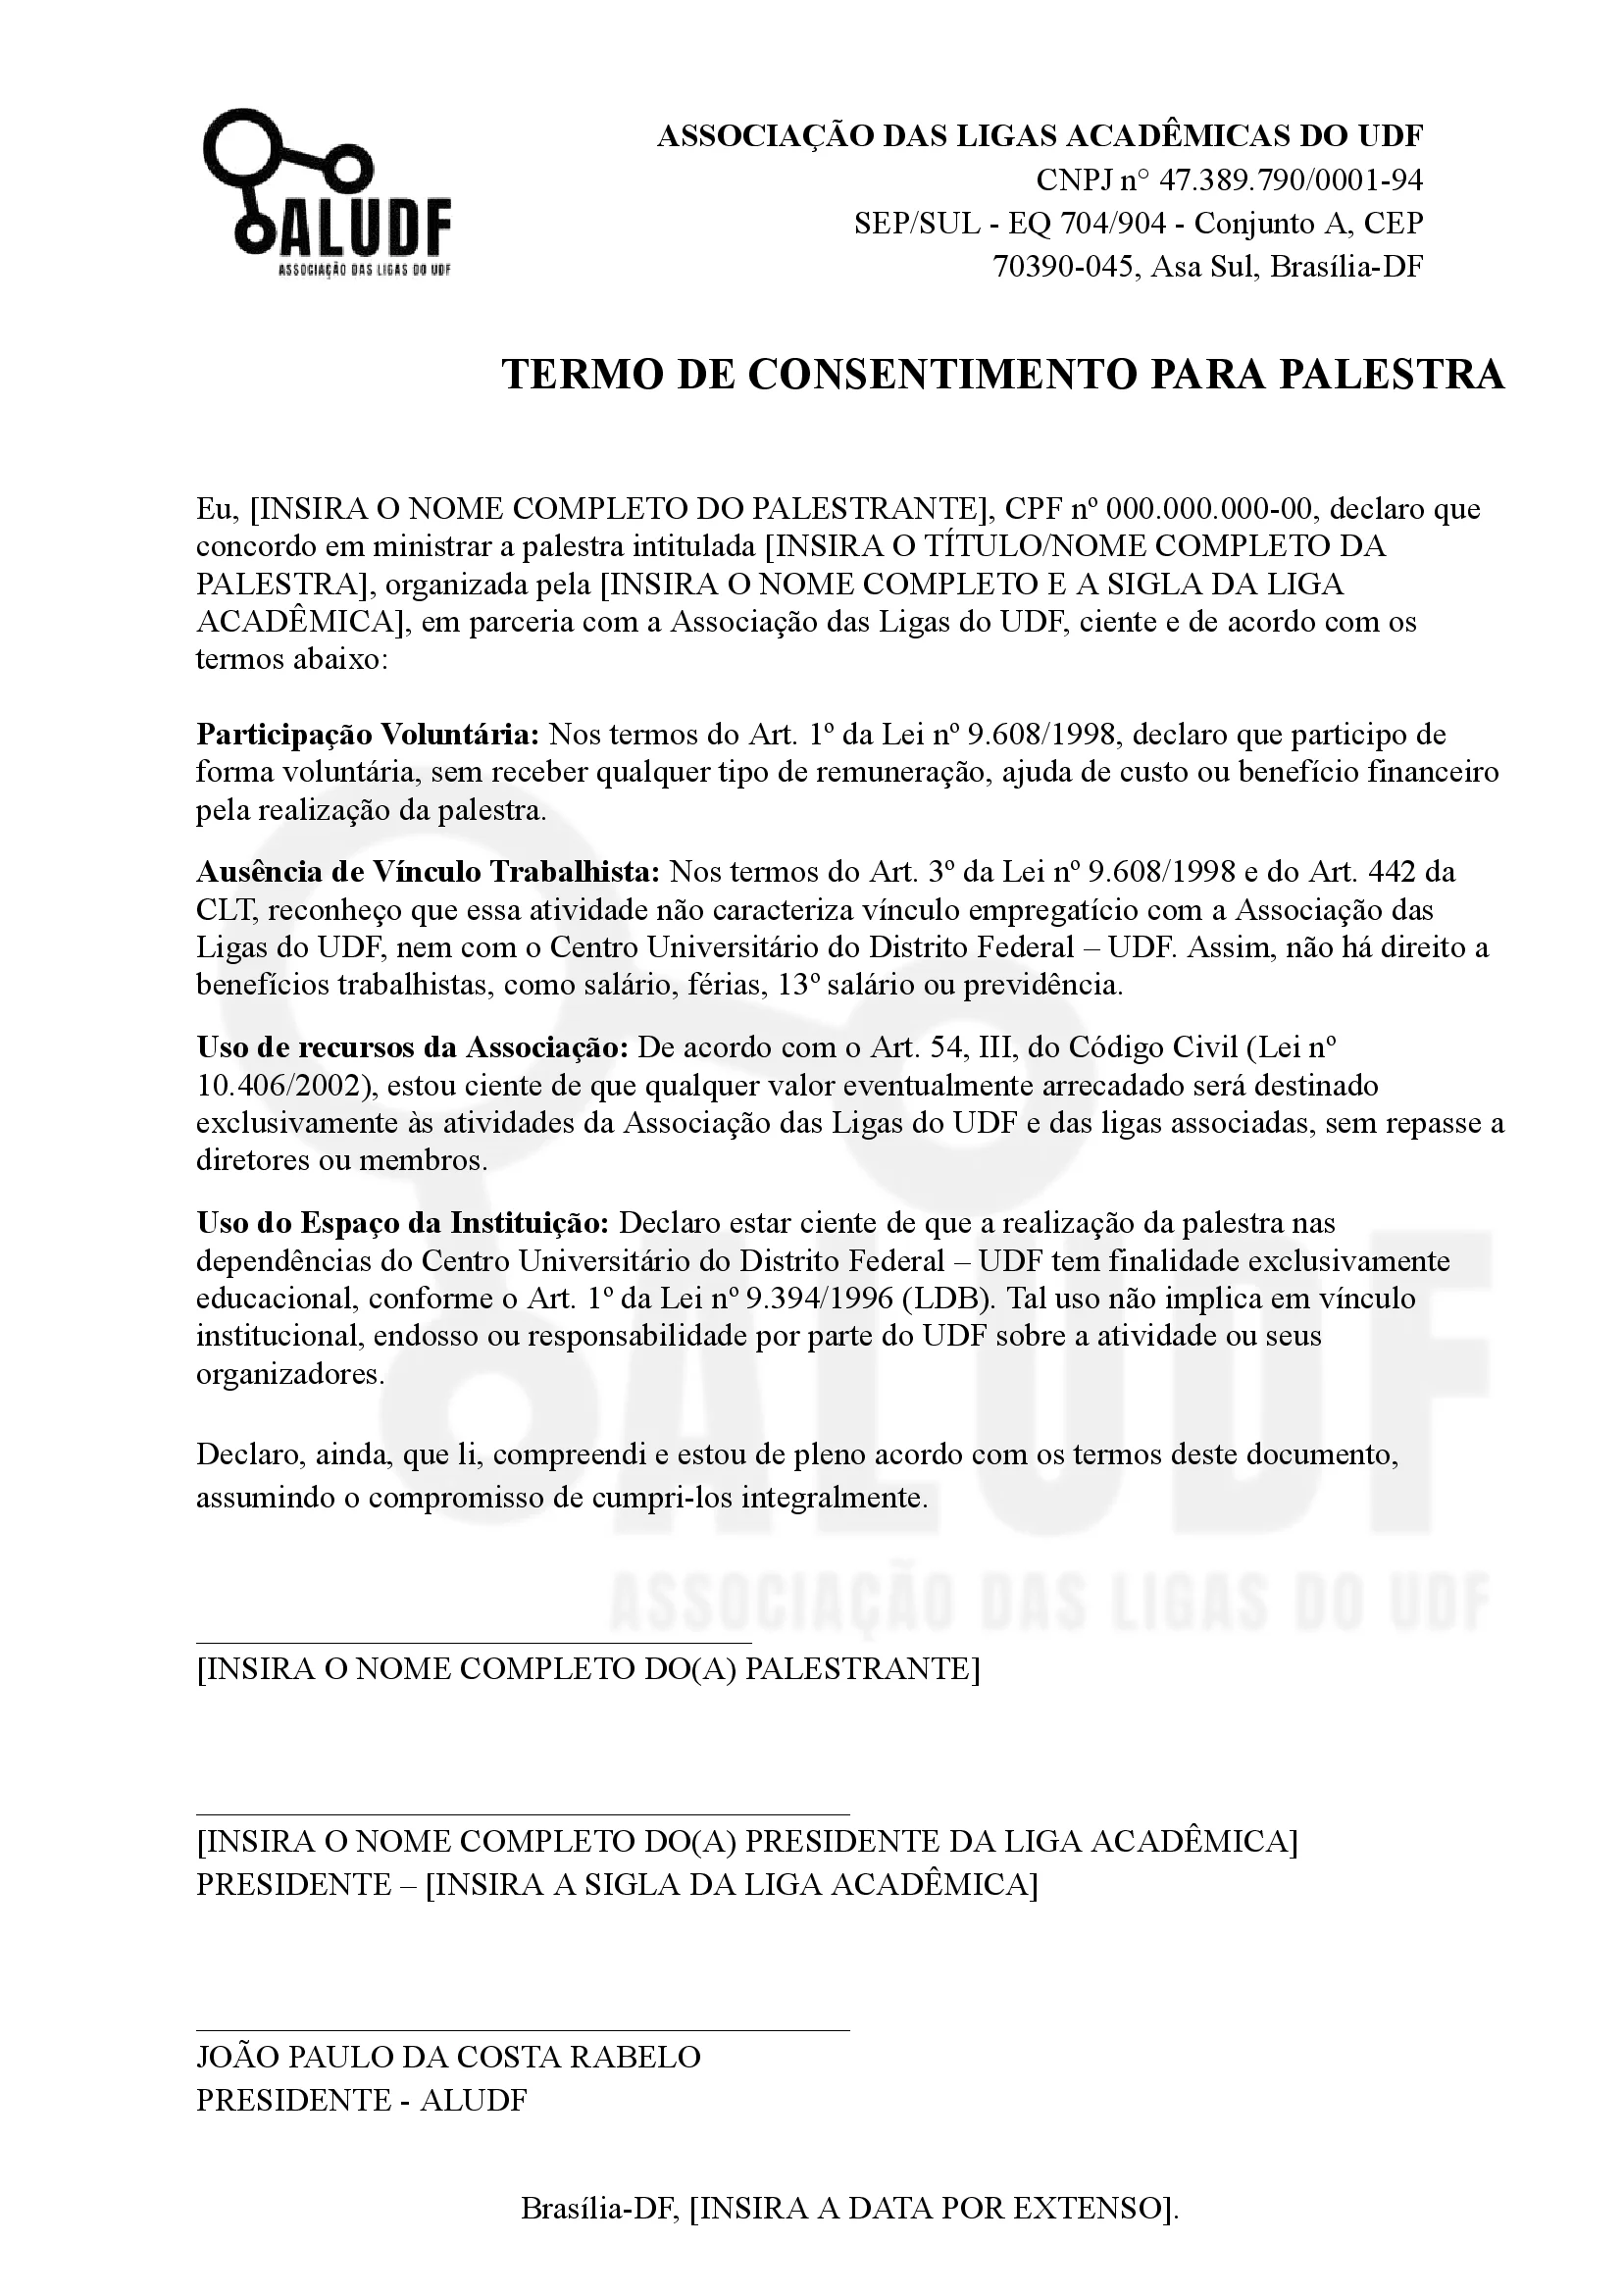 ALUDF
ASSOCIAÇÃO DAS LIGAS DO UDF
ASSOCIAÇÃO DAS LIGAS ACADÊMICAS DO UDF
CNPJ n° 47.389.790/0001-94
SEP/SUL - EQ 704/904 - Conjunto A, CEP
70390-045, Asa Sul, Brasília-DF
TERMO DE CONSENTIMENTO PARA PALESTRA
Eu, [INSIRA O NOME COMPLETO DO PALESTRANTE], CPF nº 000.000.000-00, declaro que
concordo em ministrar a palestra intitulada [INSIRA O TÍTULO/NOME COMPLETO DA
PALESTRA], organizada pela [INSIRA O NOME COMPLETO E A SIGLA DA LIGA
ACADÊMICA], em parceria com a Associação das Ligas do UDF, ciente e de acordo com os
termos abaixo:
Participação Voluntária: Nos termos do Art. 1º da Lei nº 9.608/1998, declaro que participo de
forma voluntária, sem receber qualquer tipo de remuneração, ajuda de custo ou benefício financeiro
pela realização da palestra.
Ausência de Vínculo Trabalhista: Nos termos do Art. 3º da Lei nº 9.608/1998 e do Art. 442 da
CLT, reconheço que essa atividade não caracteriza vínculo empregatício com a Associação das
Ligas do UDF, nem com o Centro Universitário do Distrito Federal – UDF. Assim, não há direito a
benefícios trabalhistas, como salário, férias, 13º salário ou previdência.
Uso de recursos da Associação: De acordo com o Art. 54, III, do Código Civil (Lei nº
10.406/2002), estou ciente de que qualquer valor eventualmente arrecadado será destinado
exclusivamente às atividades da Associação das Ligas do UDF e das ligas associadas, sem repasse a
diretores ou membros.
Uso do Espaço da Instituição: Declaro estar ciente de que a realização da palestra nas
dependências do Centro Universitário do Distrito Federal – UDF tem finalidade exclusivamente
educacional, conforme o Art. 1º da Lei nº 9.394/1996 (LDB). Tal uso não implica em vínculo
institucional, endosso ou responsabilidade por parte do UDF sobre a atividade ou seus
organizadores.
Declaro, ainda, que li, compreendi e estou de pleno acordo com os termos deste documento,
assumindo o compromisso de cumpri-los integralmente.
ALUDF
ASSOCIAÇÃO DAS LIGAS DO UDF
[INSIRA O NOME COMPLETO DO(A) PALESTRANTE]
[INSIRA O NOME COMPLETO DO(A) PRESIDENTE DA LIGA ACADÊMICA]
PRESIDENTE – [INSIRA A SIGLA DA LIGA ACADÊMICA]
JOÃO PAULO DA COSTA RABELO
PRESIDENTE - ALUDF
Brasília-DF, [INSIRA A DATA POR EXTENSO].